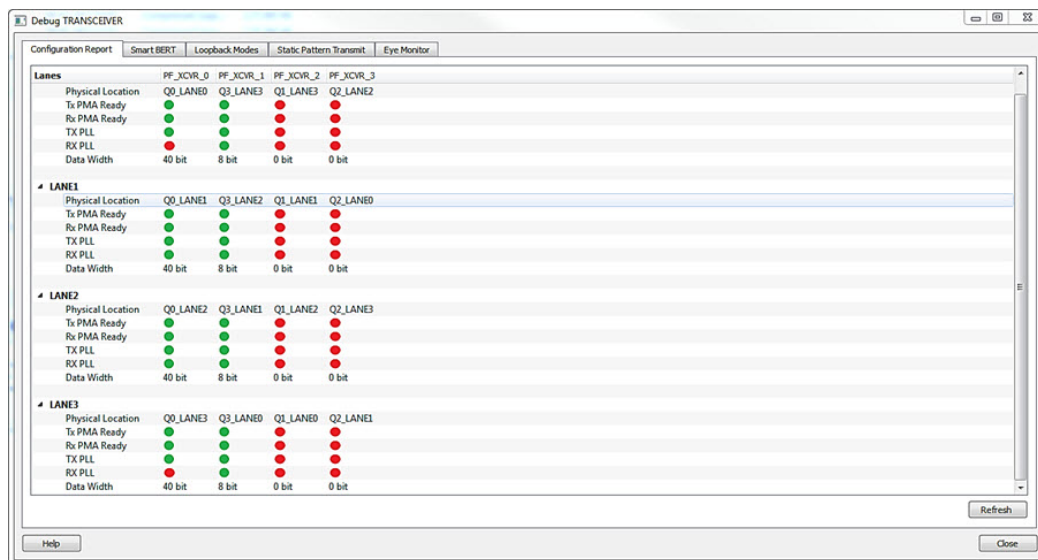 Debug TRANSCEIVER
Configuration Report Smart BERT Loopback Modes Static Pattern Transmit Eye Monitor
Lanes PF_XCVR_0 PF_XCVR_1 PF_XCVR_2 PF_XCVR_3
Physical Location Q0_LANE0 Q3_LANE3 Q1_LANE3 Q2_LANE2
Tx PMA Ready
Rx PMA Ready
TX PLL
RX PLL
Data Width 40 bit 8 bit 0 bit 0 bit
LANE1
Physical Location Q0_LANE1 Q3_LANE2 Q1_LANE1 Q2_LANE0
Tx PMA Ready
Rx PMA Ready
TX PLL
RX PLL
Data Width 40 bit 8 bit 0 bit 0 bit
LANE2
Physical Location Q0_LANE2 Q3_LANE1 Q1_LANE2 Q2_LANE3
Tx PMA Ready
Rx PMA Ready
TX PLL
RX PLL
Data Width 40 bit 8 bit 0 bit 0 bit
LANE3
Physical Location Q0_LANE3 Q3_LANE0 Q1_LANE0 Q2_LANE1
Tx PMA Ready
Rx PMA Ready
TX PLL
RX PLL
Data Width 40 bit 8 bit 0 bit 0 bit
Refresh
Help Close